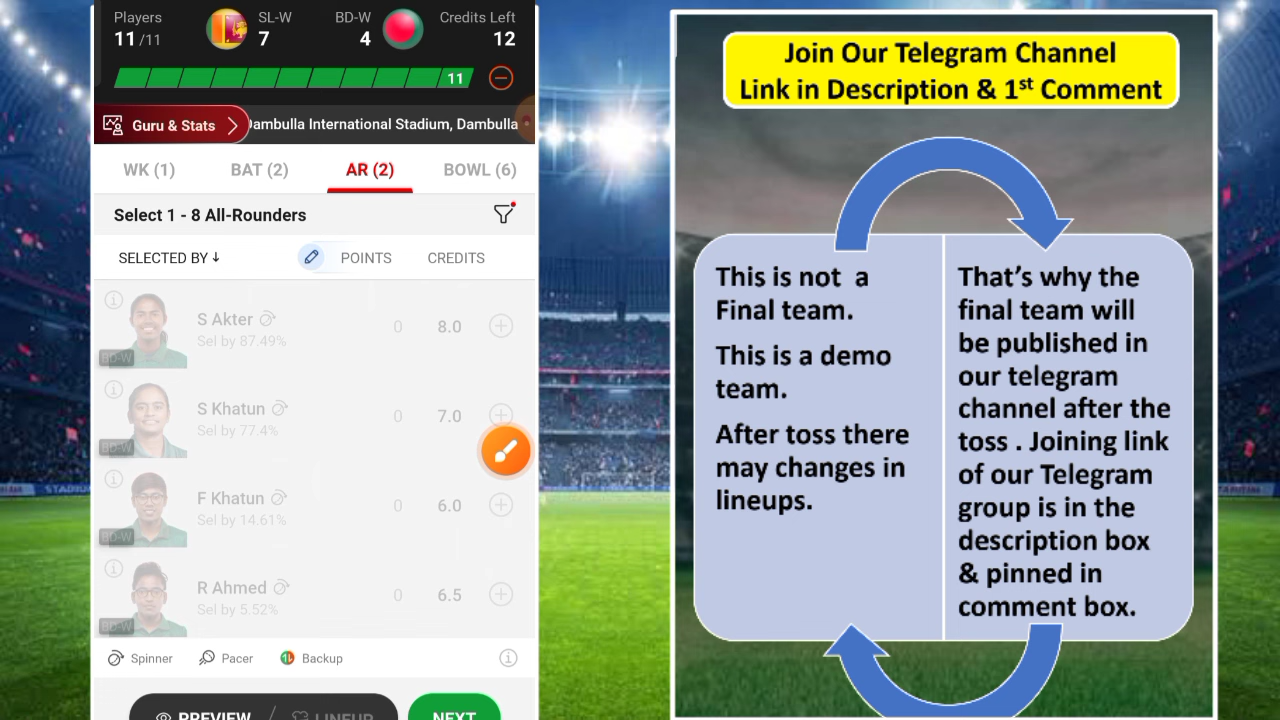 Players
11 /11
SL-W
7
BD-W
4
Credits Left
12
11
Guru & Stats
Dambulla International Stadium, Dambulla
WK (1)
BAT (2)
AR (2)
BOWL (6)
Select 1 - 8 All-Rounders
SELECTED BY ↓
POINTS
CREDITS
S Akter
Sel by 87.49%
0
8.0
BD-W
S Khatun
Sel by 77.4%
0
7.0
BD-W
F Khatun
Sel by 14.61%
0
6.0
BD-W
R Ahmed
Sel by 5.52%
0
6.5
BD-W
Spinner
Pacer
Backup
PREVIEW / LINEUP
NEXT
Join Our Telegram Channel
Link in Description & 1st Comment
This is not a
Final team.
This is a demo
team.
After toss there
may changes in
lineups.
That's why the
final team will
be published in
our telegram
channel after the
toss . Joining link
of our Telegram
group is in the
description box
& pinned in
comment box.